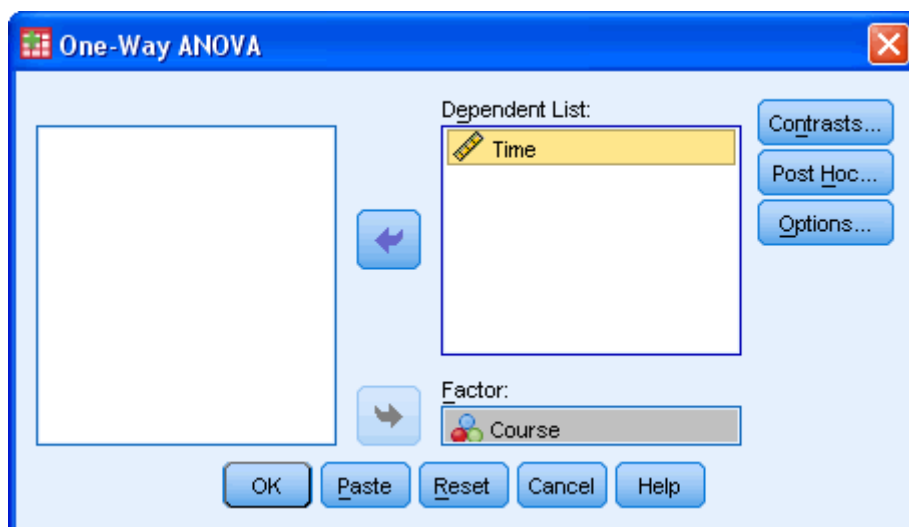 One-Way ANOVA
Dependent List:
Time
Contrasts...
Post Hoc...
Options...
Factor:
Course
OK
Paste
Reset
Cancel
Help